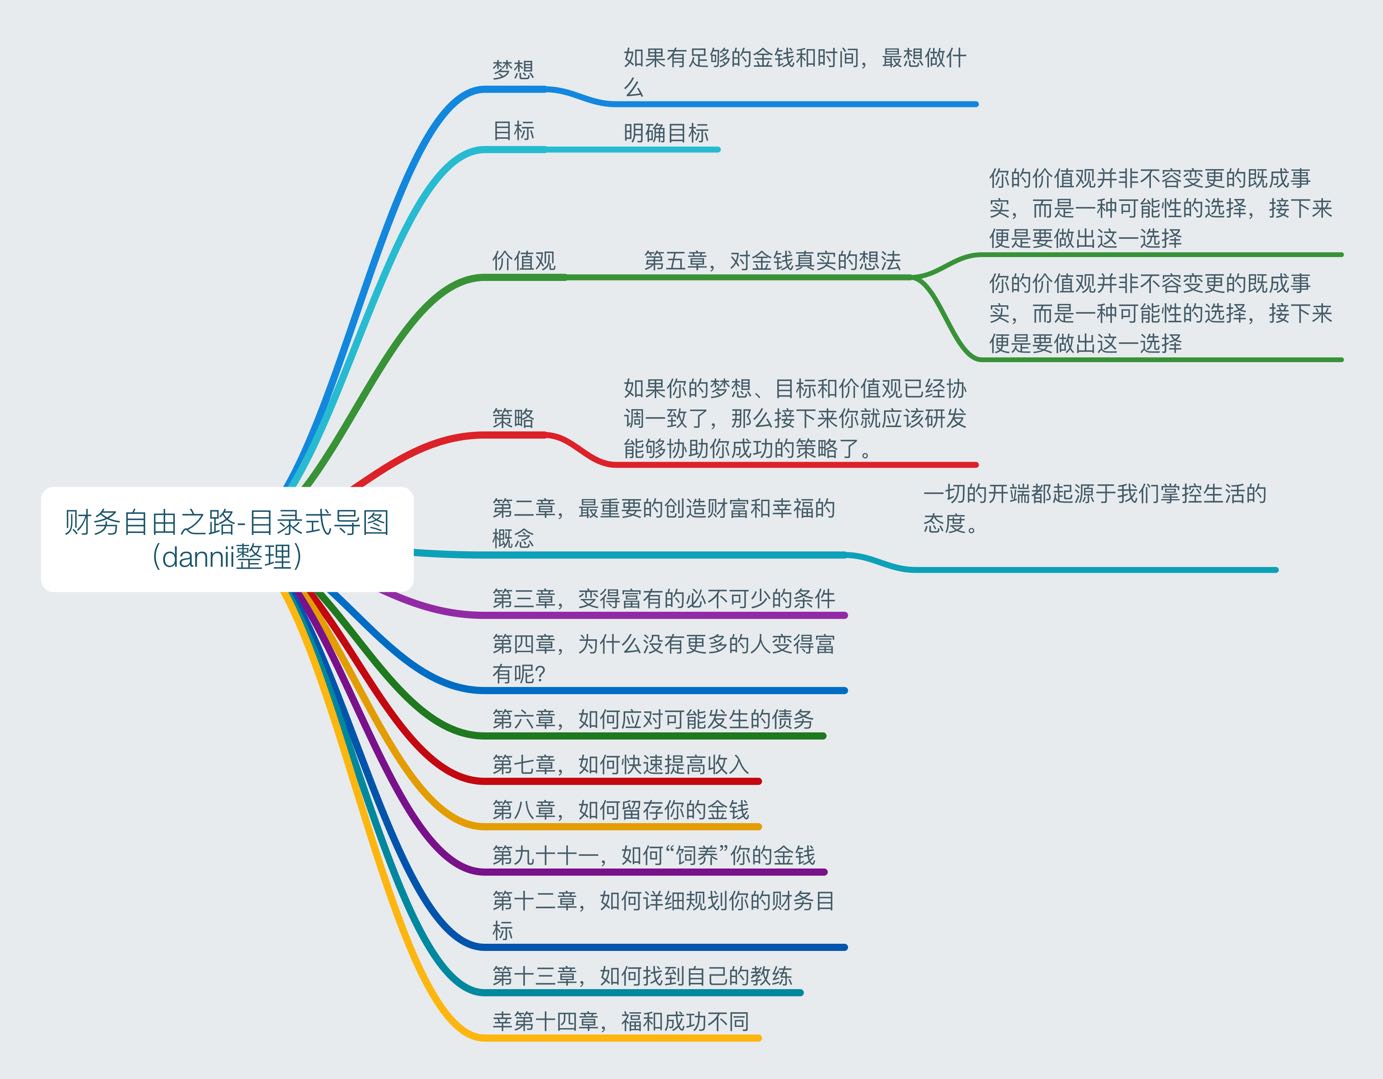 财务自由之路-目录式导图
（dannii整理）
梦想
如果有足够的金钱和时间，最想做什
么
目标
明确目标
价值观
第五章，对金钱真实的想法
你的价值观并非不容变更的既成事
实，而是一种可能性的选择，接下来
便是要做出这一选择
你的价值观并非不容变更的既成事
实，而是一种可能性的选择，接下来
便是要做出这一选择
策略
如果你的梦想、目标和价值观已经协
调一致了，那么接下来你就应该研发
能够协助你成功的策略了。
第二章，最重要的创造财富和幸福的
概念
一切的开端都起源于我们掌控生活的
态度。
第三章，变得富有的必不可少的条件
第四章，为什么没有更多的人变得富
有呢？
第六章，如何应对可能发生的债务
第七章，如何快速提高收入
第八章，如何留存你的金钱
第九十十一，如何“饲养”你的金钱
第十二章，如何详细规划你的财务目
标
第十三章，如何找到自己的教练
幸第十四章，福和成功不同